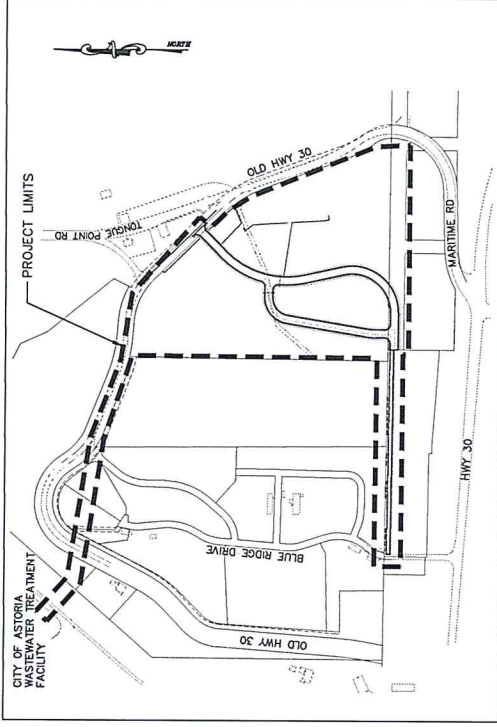 NORTH
PROJECT LIMITS
OLD HWY 30
TONGUE POINT RD
MARITIME RD
CITY OF ASTORIA
WASTEWATER TREATMENT
FACILITY
BLUE RIDGE DRIVE
OLD HWY 30
HWY 30